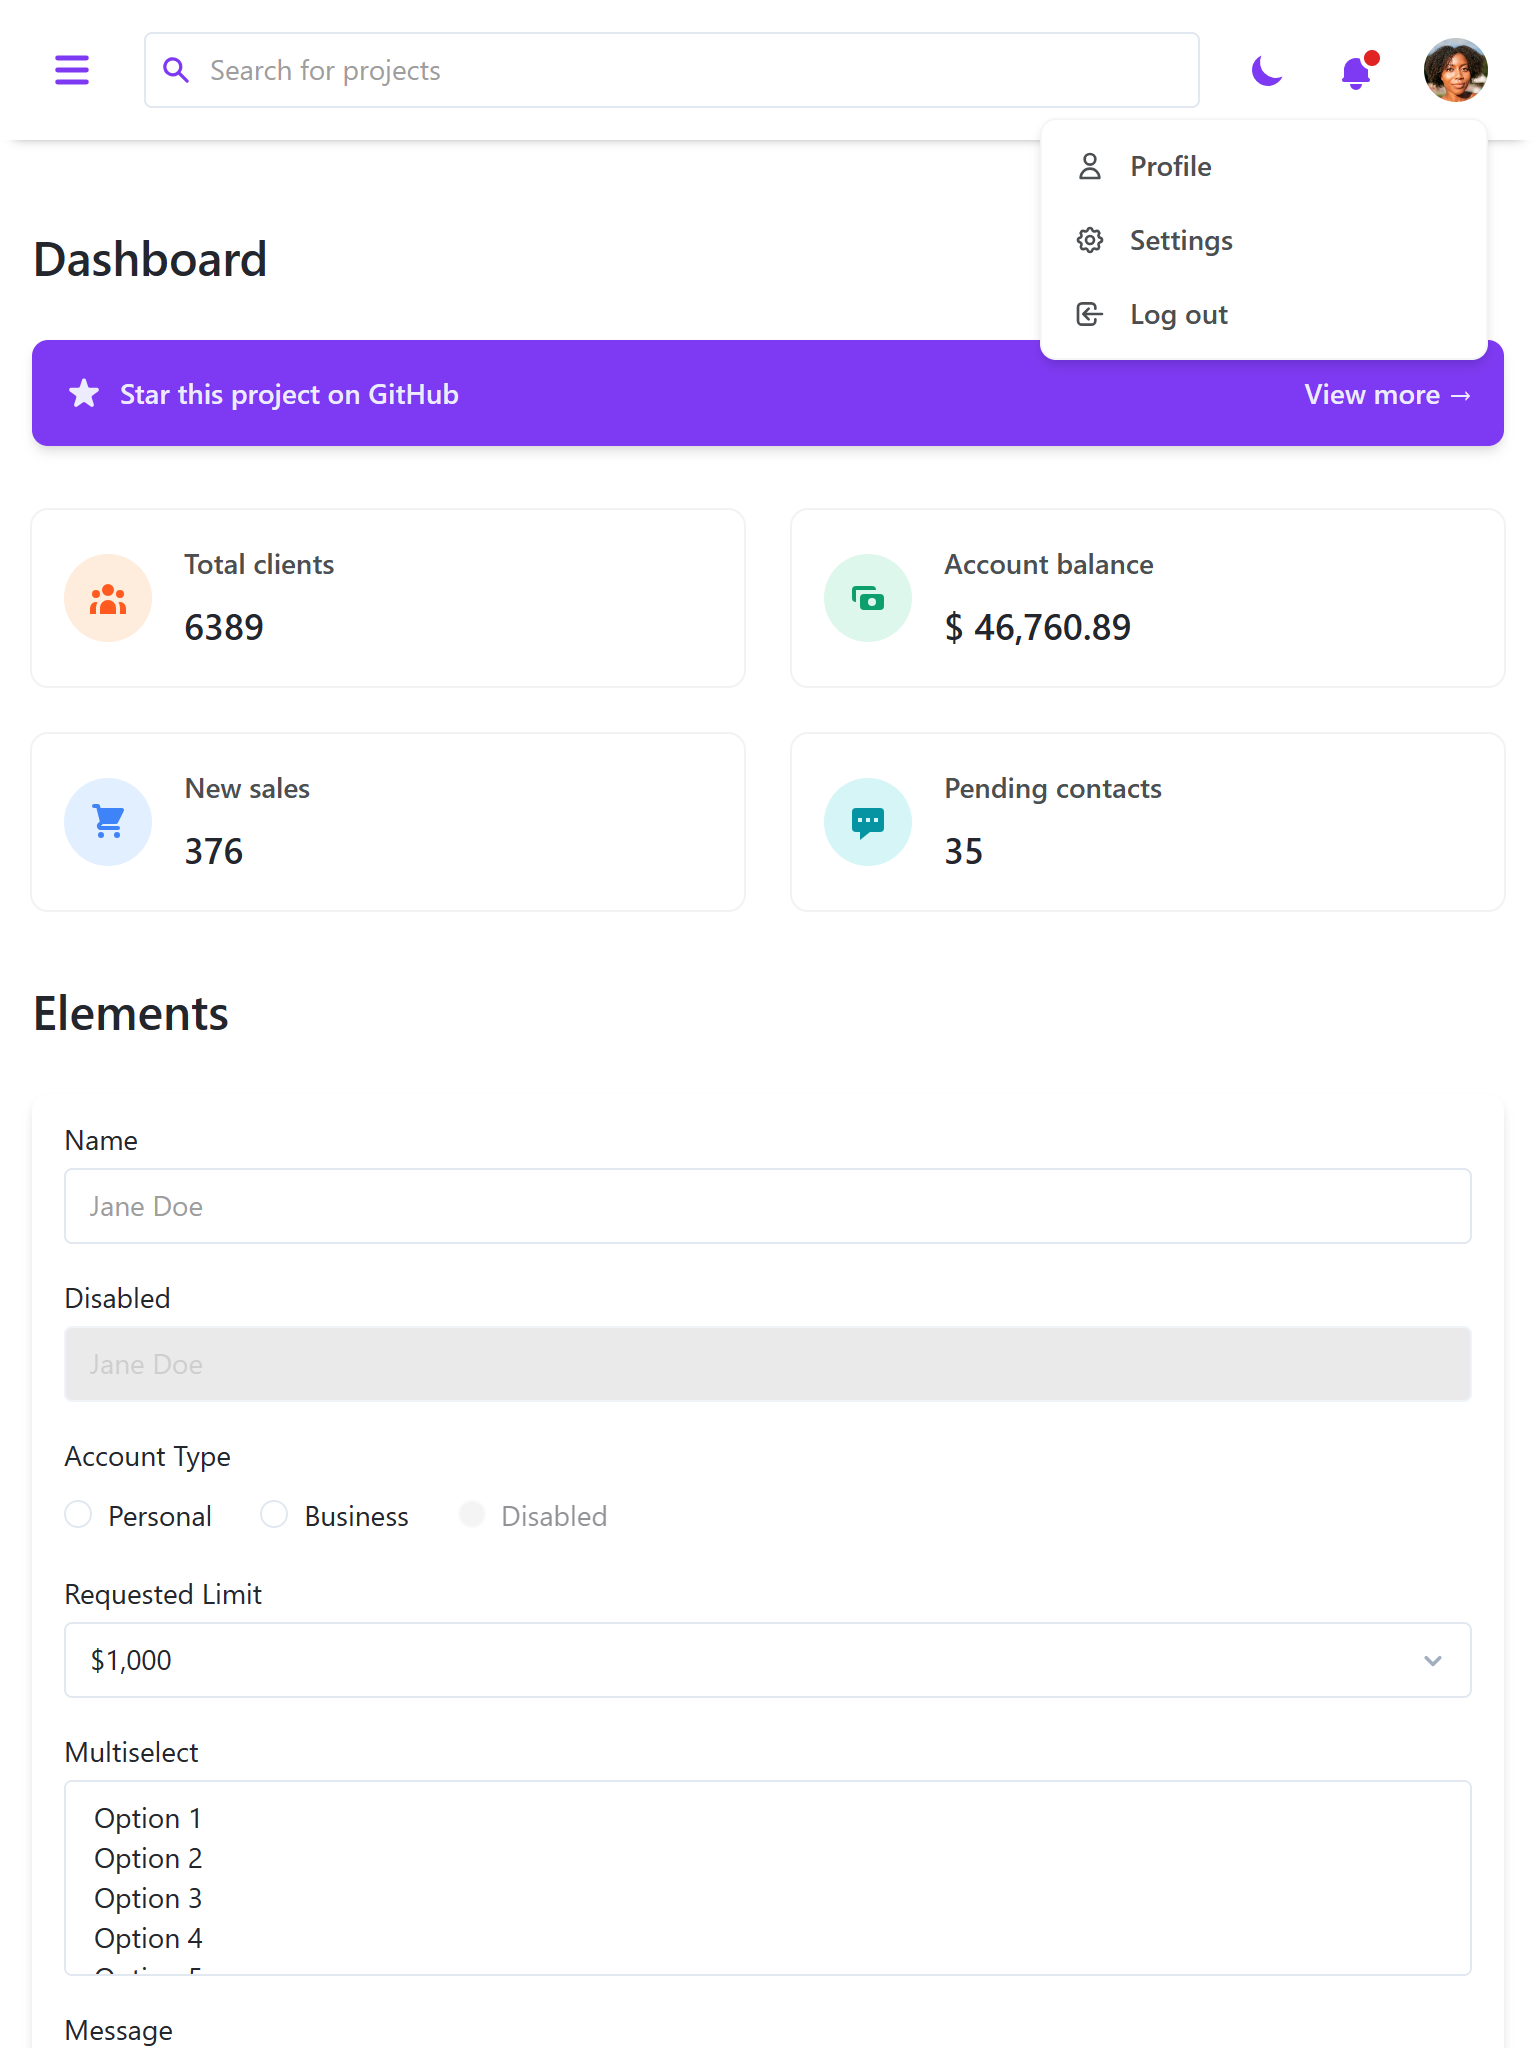 Search for projects
Profile
Settings
Log out
Dashboard
Star this project on GitHub
View more →
Total clients
6389
Account balance
$ 46,760.89
New sales
376
Pending contacts
35
Elements
Name
Jane Doe
Disabled
Jane Doe
Account Type
Personal
Business
Disabled
Requested Limit
$1,000
Multiselect
Option 1
Option 2
Option 3
Option 4
Option 5
Message